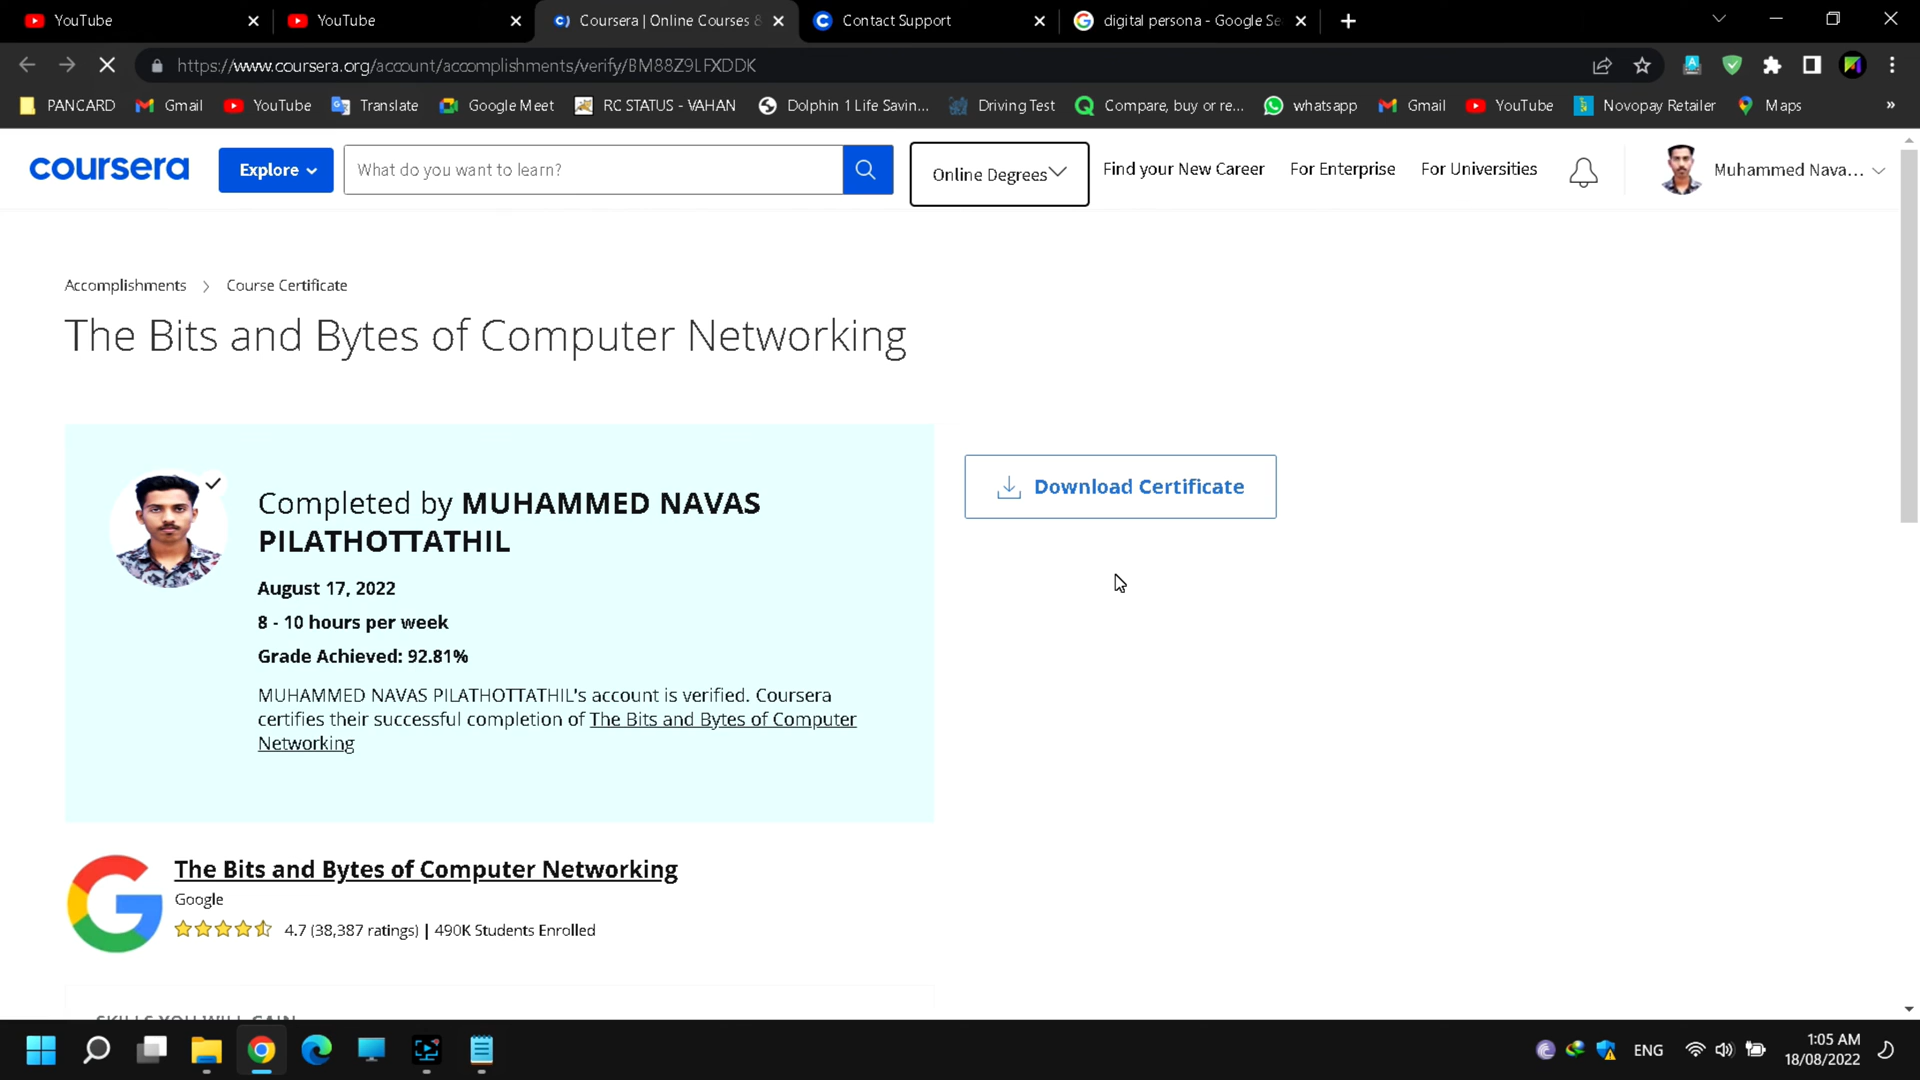 YouTube
YouTube
Coursera | Online Courses &
Contact Support
digital persona - Google Se
https://www.coursera.org/account/accomplishments/verify/BM88Z9LFXDDK
PANCARD
Gmail
YouTube
Translate
Google Meet
RC STATUS - VAHAN
Dolphin 1 Life Savin...
Driving Test
Compare, buy or re...
whatsapp
Gmail
YouTube
Novopay Retailer
Maps
»
coursera
Explore
What do you want to learn?
Online Degrees
Find your New Career
For Enterprise
For Universities
Muhammed Nava...
Accomplishments > Course Certificate
The Bits and Bytes of Computer Networking
Completed by MUHAMMED NAVAS
PILATHOTTATHIL
August 17, 2022
8 - 10 hours per week
Grade Achieved: 92.81%
MUHAMMED NAVAS PILATHOTTATHIL's account is verified. Coursera
certifies their successful completion of The Bits and Bytes of Computer
Networking
Download Certificate
The Bits and Bytes of Computer Networking
Google
4.7 (38,387 ratings) | 490K Students Enrolled
SKILLS YOU WILL GAIN
ENG
1:05 AM
18/08/2022